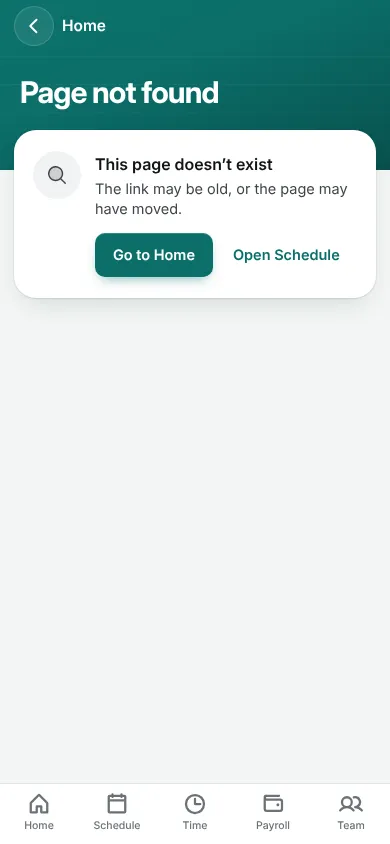 Home
Page not found
This page doesn’t exist
The link may be old, or the page may
have moved.
Go to Home
Open Schedule
Home
Schedule
Time
Payroll
Team